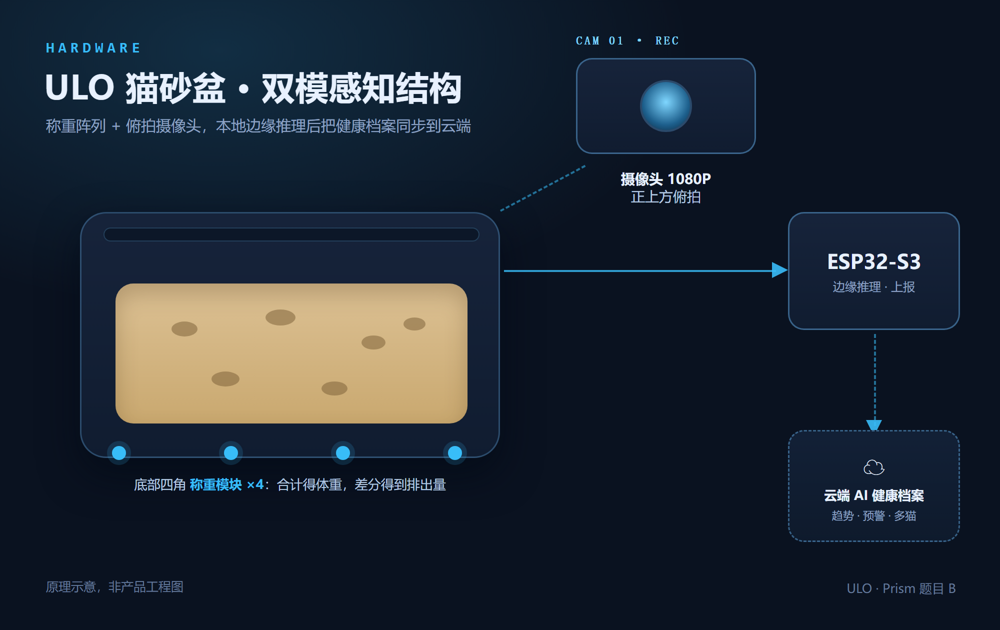 HARDWARE
ULO 猫砂盆 · 双模感知结构
称重阵列 + 俯拍摄像头，本地边缘推理后把健康档案同步到云端
CAM 01 • REC
摄像头 1080P
正上方俯拍
ESP32-S3
边缘推理 · 上报
底部四角 称重模块 ×4：合计得体重，差分得到排出量
云端 AI 健康档案
趋势 · 预警 · 多猫
原理示意，非产品工程图
ULO · Prism 题目 B